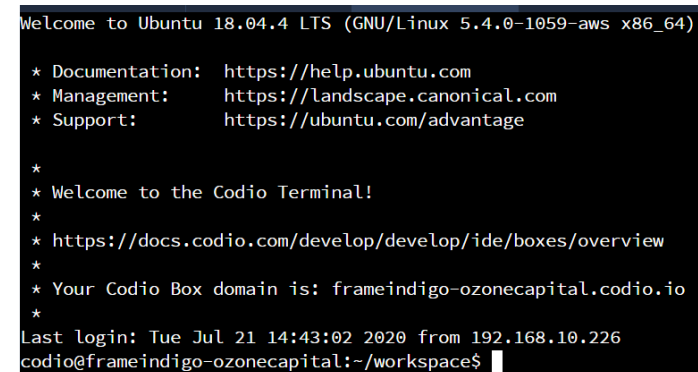 Welcome to Ubuntu 18.04.4 LTS (GNU/Linux 5.4.0-1059-aws x86_64)
* Documentation: https://help.ubuntu.com
* Management: https://landscape.canonical.com
* Support: https://ubuntu.com/advantage
*
* Welcome to the Codio Terminal!
*
* https://docs.codio.com/develop/develop/ide/boxes/overview
*
* Your Codio Box domain is: frameindigo-ozonecapital.codio.io
*
Last login: Tue Jul 21 14:43:02 2020 from 192.168.10.226
codio@frameindigo-ozonecapital:~/workspace$